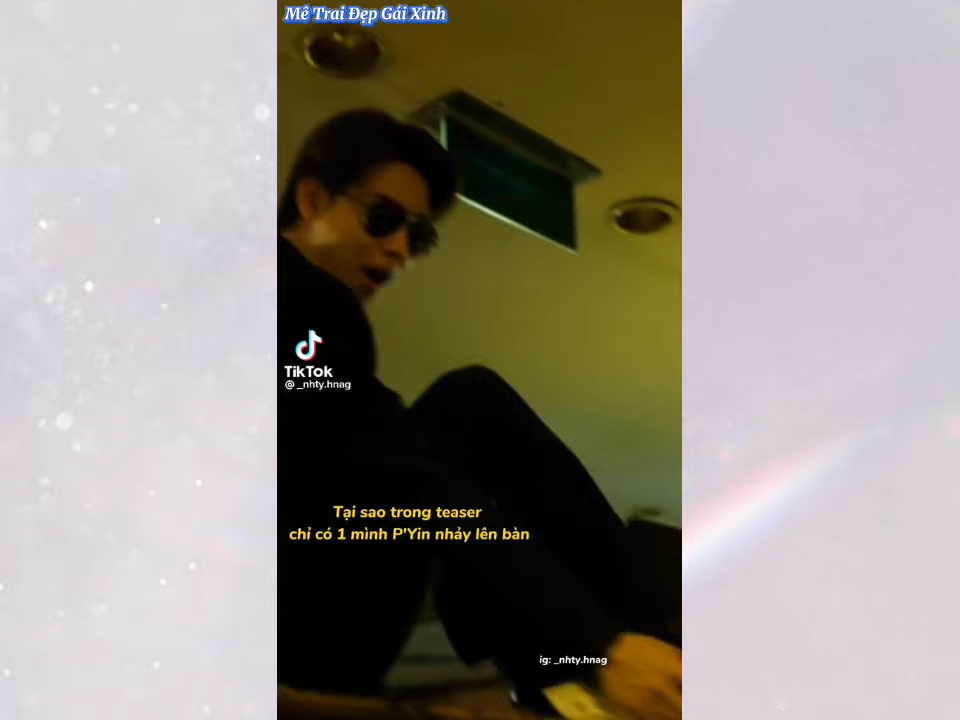 Mê Trai Đẹp Gái Xinh
TikTok
@_nhty.hnag
Tại sao trong teaser
chỉ có 1 mình P'Yin nhảy lên bàn
ig: _nhty.hnag